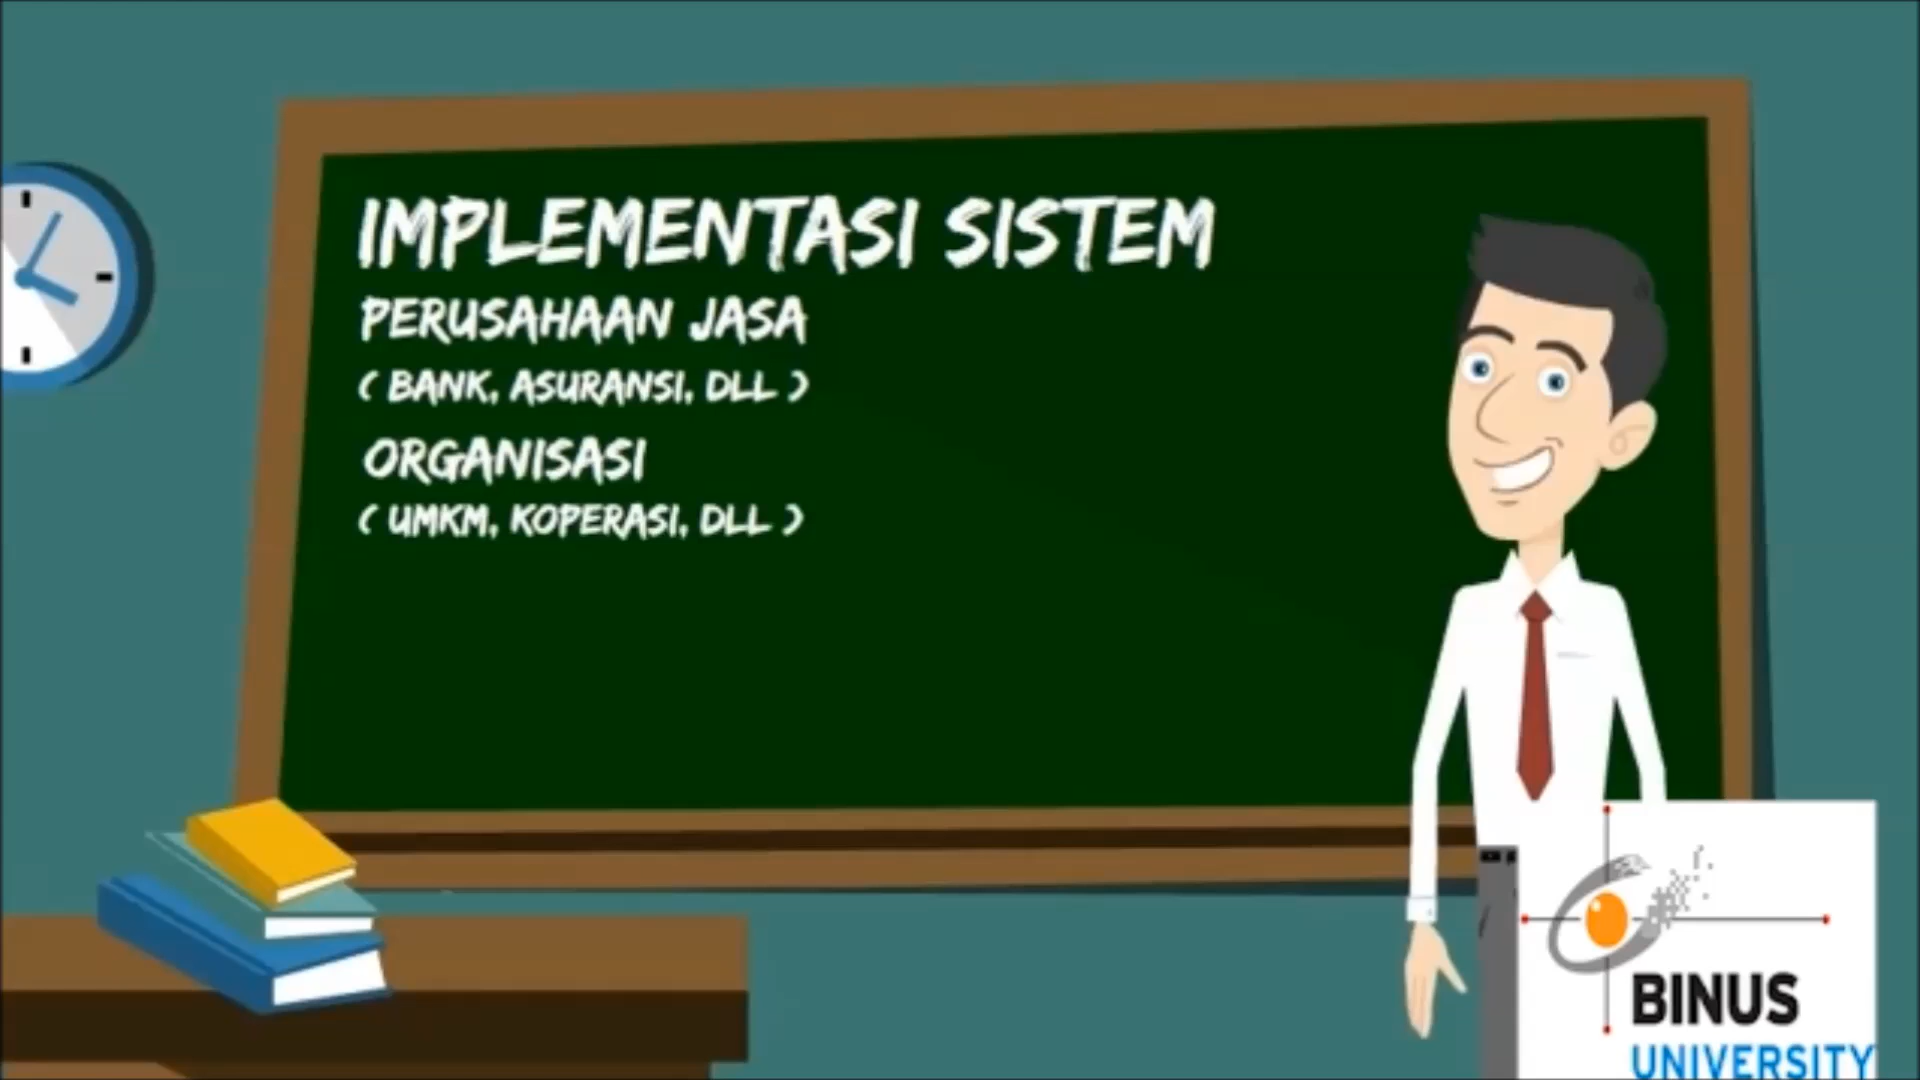 IMPLEMENTASI SISTEM
PERUSAHAAN JASA
( BANK, ASURANSI, DLL )
ORGANISASI
( UMKM, KOPERASI, DLL )
BINUS
UNIVERSITY